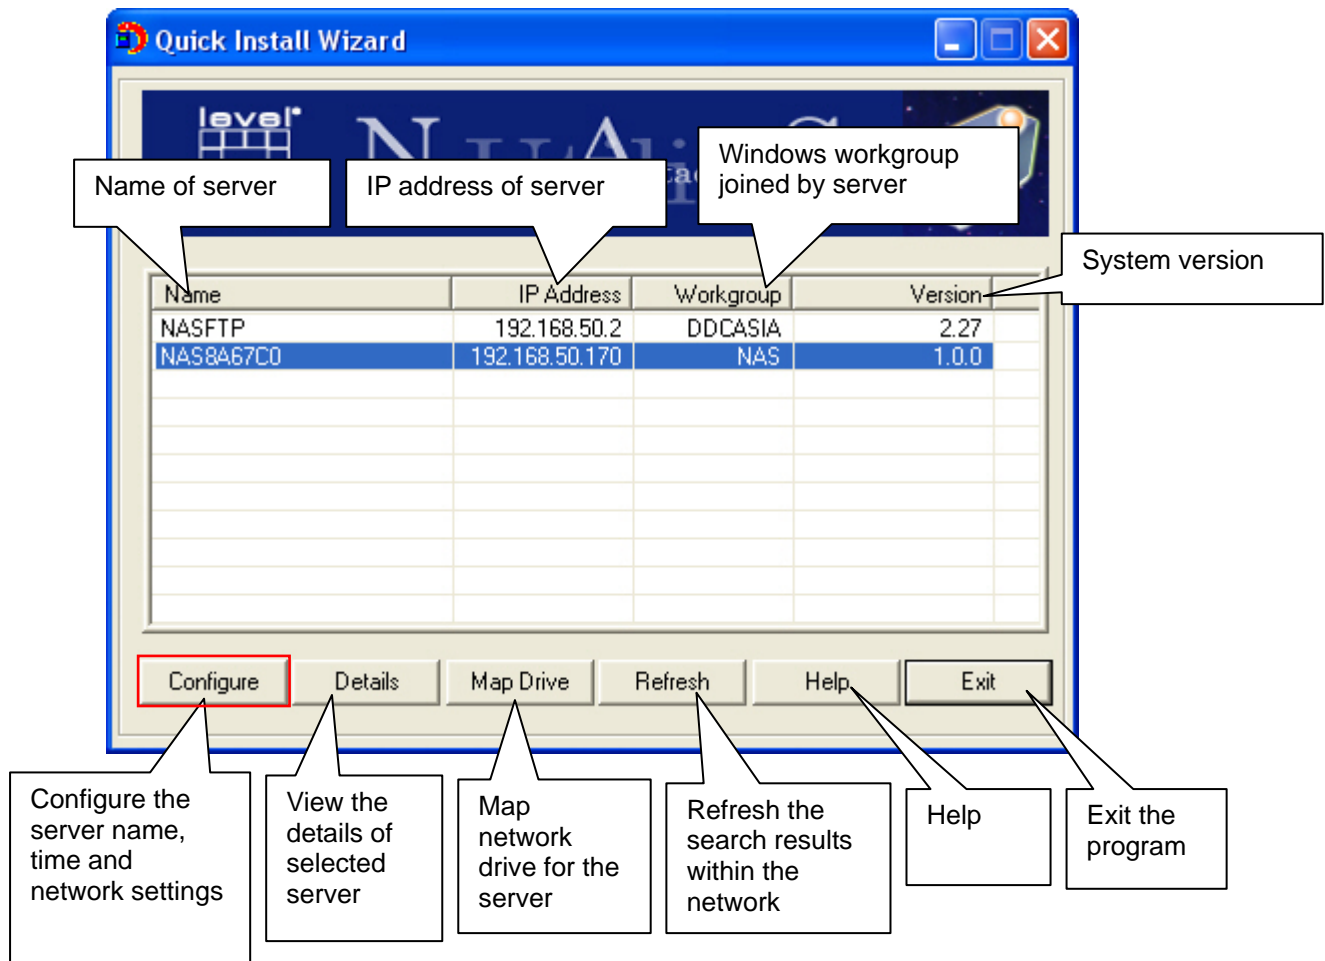 Quick Install Wizard
level
Name of server
IP address of server
Windows workgroup
joined by server
System version
Name IP Address Workgroup Version
NASFTP 192.168.50.2 DDCASIA 2.27
NAS8A67C0 192.168.50.170 NAS 1.0.0
Configure Details Map Drive Refresh Help Exit
Configure the
server name,
time and
network settings
View the
details of
selected
server
Map
network
drive for the
server
Refresh the
search results
within the
network
Help
Exit the
program